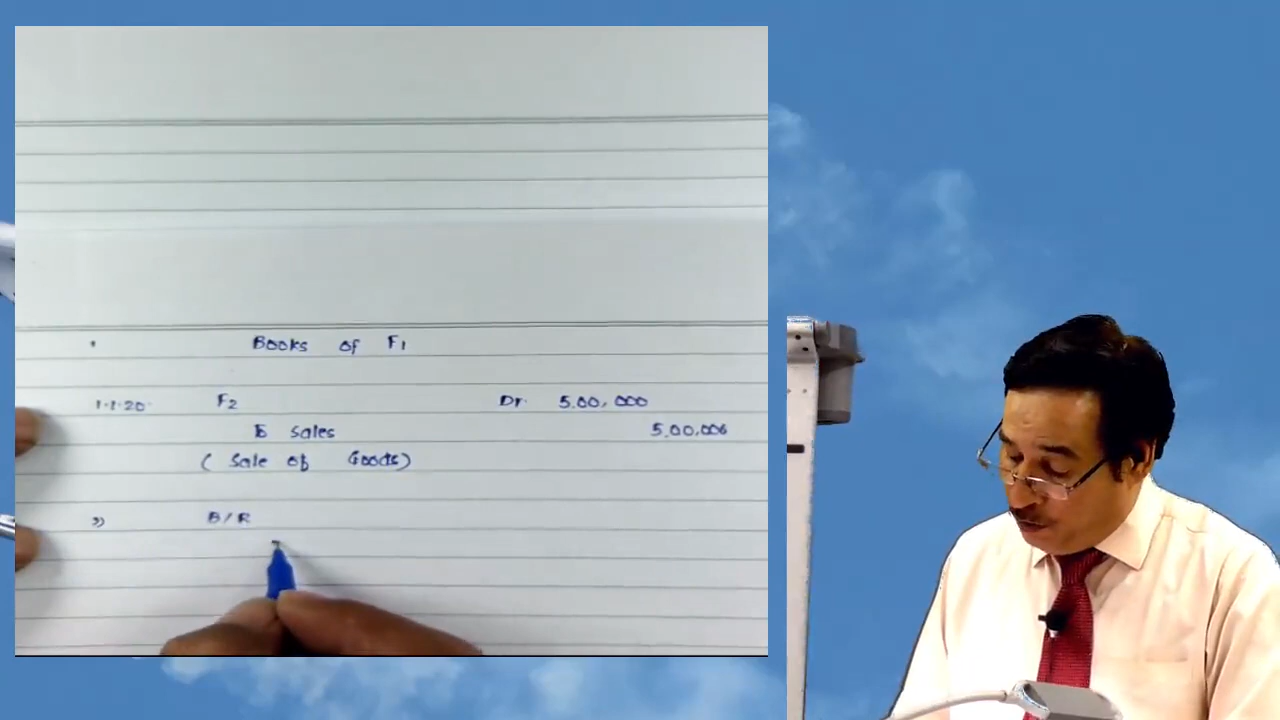 Books of F1
1.1.20 F2 Dr. 5,00,000
To Sales 5,00,000
( Sale of Goods)
") B/R